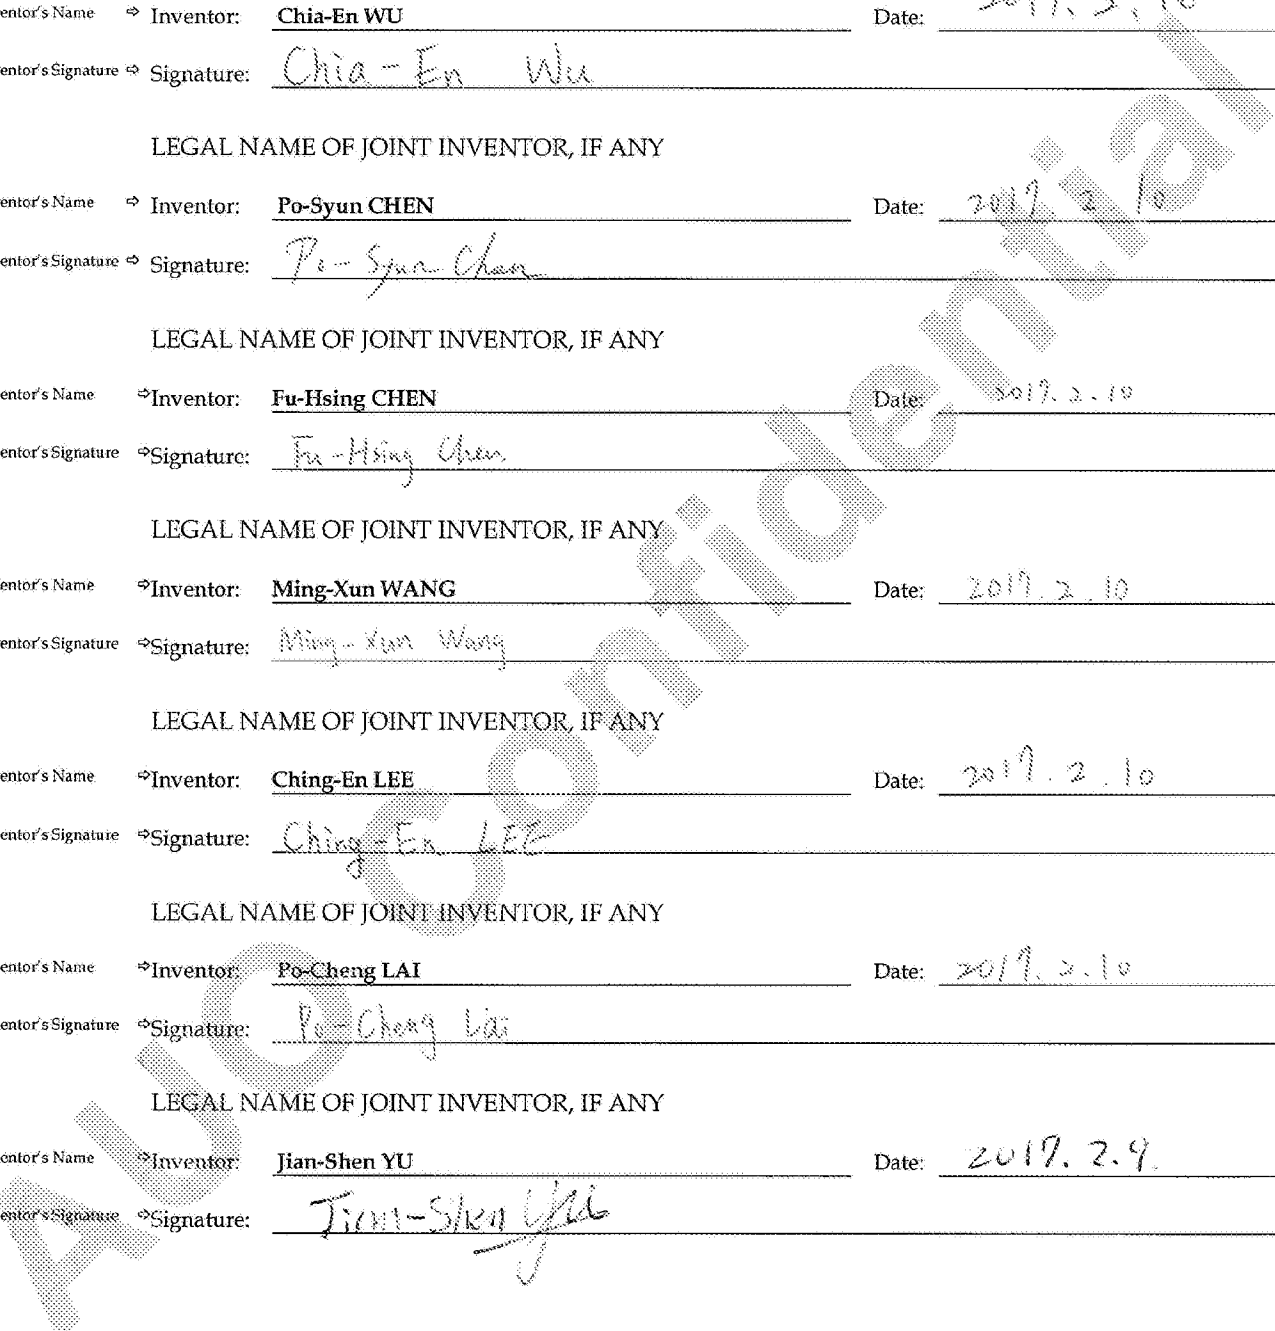 entor's Name ⇨ Inventor: Chia-En WU Date: 2017. 2. 10
entor's Signature ⇨ Signature: Chia-En Wu
LEGAL NAME OF JOINT INVENTOR, IF ANY
entor's Name ⇨ Inventor: Po-Syun CHEN Date: 2017 2 10
entor's Signature ⇨ Signature: Po-Syun Chen
LEGAL NAME OF JOINT INVENTOR, IF ANY
entor's Name ⇨Inventor: Fu-Hsing CHEN Date: 2017. 2. 10
entor's Signature ⇨Signature: Fu-Hsing Chen
LEGAL NAME OF JOINT INVENTOR, IF ANY
entor's Name ⇨Inventor: Ming-Xun WANG Date: 2017. 2. 10
entor's Signature ⇨Signature: Ming-Xun Wang
LEGAL NAME OF JOINT INVENTOR, IF ANY
entor's Name ⇨Inventor: Ching-En LEE Date: 2017. 2. 10
entor's Signature ⇨Signature: Ching-En LEE
LEGAL NAME OF JOINT INVENTOR, IF ANY
entor's Name ⇨Inventor: Po-Cheng LAI Date: 2017. 2. 10
entor's Signature ⇨Signature: Po-Cheng Lai
LEGAL NAME OF JOINT INVENTOR, IF ANY
entor's Name ⇨Inventor: Jian-Shen YU Date: 2017. 2. 9.
entor's Signature ⇨Signature: Jian-Shen Yu
AUO Confidential